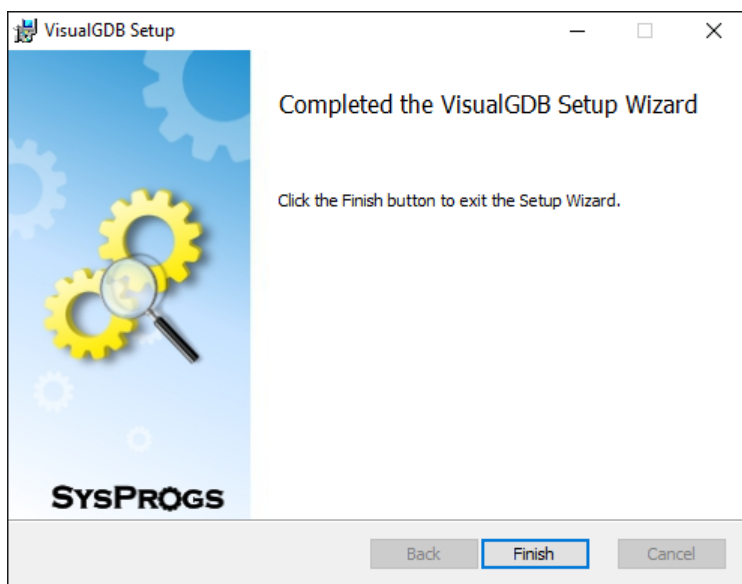 VisualGDB Setup
Completed the VisualGDB Setup Wizard
Click the Finish button to exit the Setup Wizard.
SYSPROGS
Back
Finish
Cancel